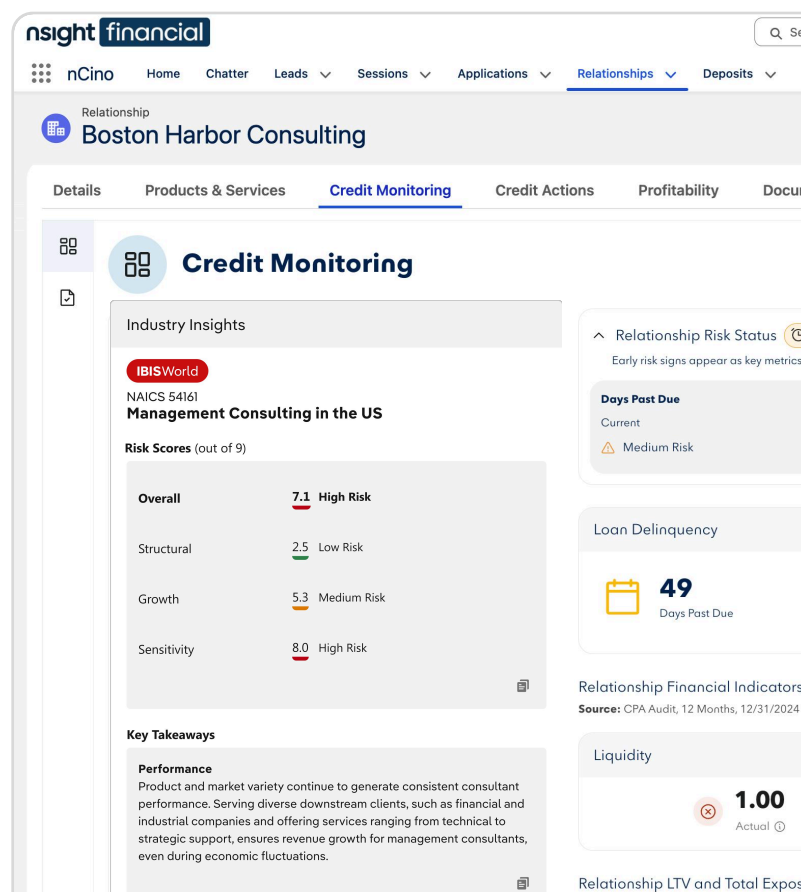 nsight financial
nCino
Home
Chatter
Leads
Sessions
Applications
Relationships
Deposits
Relationship
Boston Harbor Consulting
Details
Products & Services
Credit Monitoring
Credit Actions
Profitability
Credit Monitoring
Industry Insights
IBISWorld
NAICS 54161
Management Consulting in the US
Risk Scores (out of 9)
Overall 7.1 High Risk
Structural 2.5 Low Risk
Growth 5.3 Medium Risk
Sensitivity 8.0 High Risk
Key Takeaways
Performance
Product and market variety continue to generate consistent consultant
performance. Serving diverse downstream clients, such as financial and
industrial companies and offering services ranging from technical to
strategic support, ensures revenue growth for management consultants,
even during economic fluctuations.
Relationship Risk Status
Early risk signs appear as key metrics
Days Past Due
Current
Medium Risk
Loan Delinquency
49
Days Past Due
Relationship Financial Indicators
Source: CPA Audit, 12 Months, 12/31/2024
Liquidity
1.00
Actual
Relationship LTV and Total